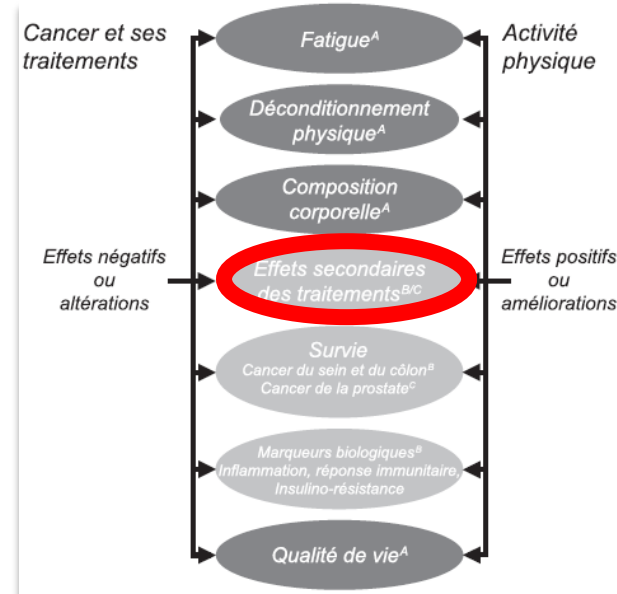 Cancer et ses
traitements
Activité
physique
Fatigue^A
Déconditionnement
physique^A
Composition
corporelle^A
Effets négatifs
ou
altérations
Effets secondaires
des traitements^B/C
Effets positifs
ou
améliorations
Survie
Cancer du sein et du côlon^B
Cancer de la prostate^C
Marqueurs biologiques^B
Inflammation, réponse immunitaire,
Insulino-résistance
Qualité de vie^A